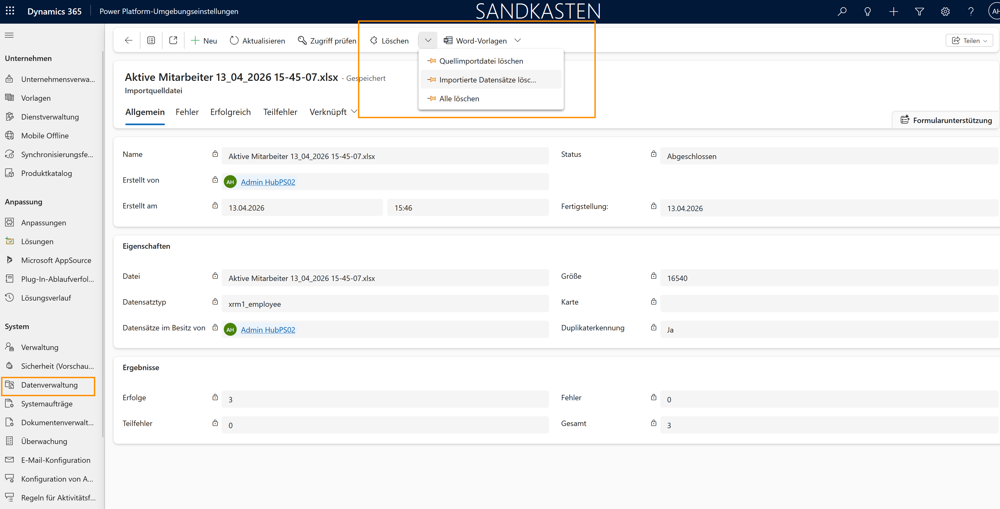 Dynamics 365
Power Platform-Umgebungseinstellungen
SANDKASTEN
Unternehmen
Unternehmensverwa...
Vorlagen
Dienstverwaltung
Mobile Offline
Synchronisierungsfe...
Produktkatalog
Anpassung
Anpassungen
Lösungen
Microsoft AppSource
Plug-In-Ablaufverfol...
Lösungsverlauf
System
Verwaltung
Sicherheit (Vorschau...
Datenverwaltung
Systemaufträge
Dokumentenverwalt...
Überwachung
E-Mail-Konfiguration
Konfiguration von A...
Regeln für Aktivitätsf...
Neu
Aktualisieren
Zugriff prüfen
Löschen
Word-Vorlagen
Teilen
Quellimportdatei löschen
Importierte Datensätze lösc...
Alle löschen
Aktive Mitarbeiter 13_04_2026 15-45-07.xlsx - Gespeichert
Importquelldatei
Allgemein Fehler Erfolgreich Teilfehler Verknüpft
Formularunterstützung
Name Aktive Mitarbeiter 13_04_2026 15-45-07.xlsx
Status Abgeschlossen
Erstellt von AH Admin HubPS02
Erstellt am 13.04.2026 15:46
Fertigstellung: 13.04.2026
Eigenschaften
Datei Aktive Mitarbeiter 13_04_2026 15-45-07.xlsx
Größe 16540
Datensatztyp xrm1_employee
Karte
Datensätze im Besitz von AH Admin HubPS02
Duplikaterkennung Ja
Ergebnisse
Erfolge 3
Fehler 0
Teilfehler 0
Gesamt 3